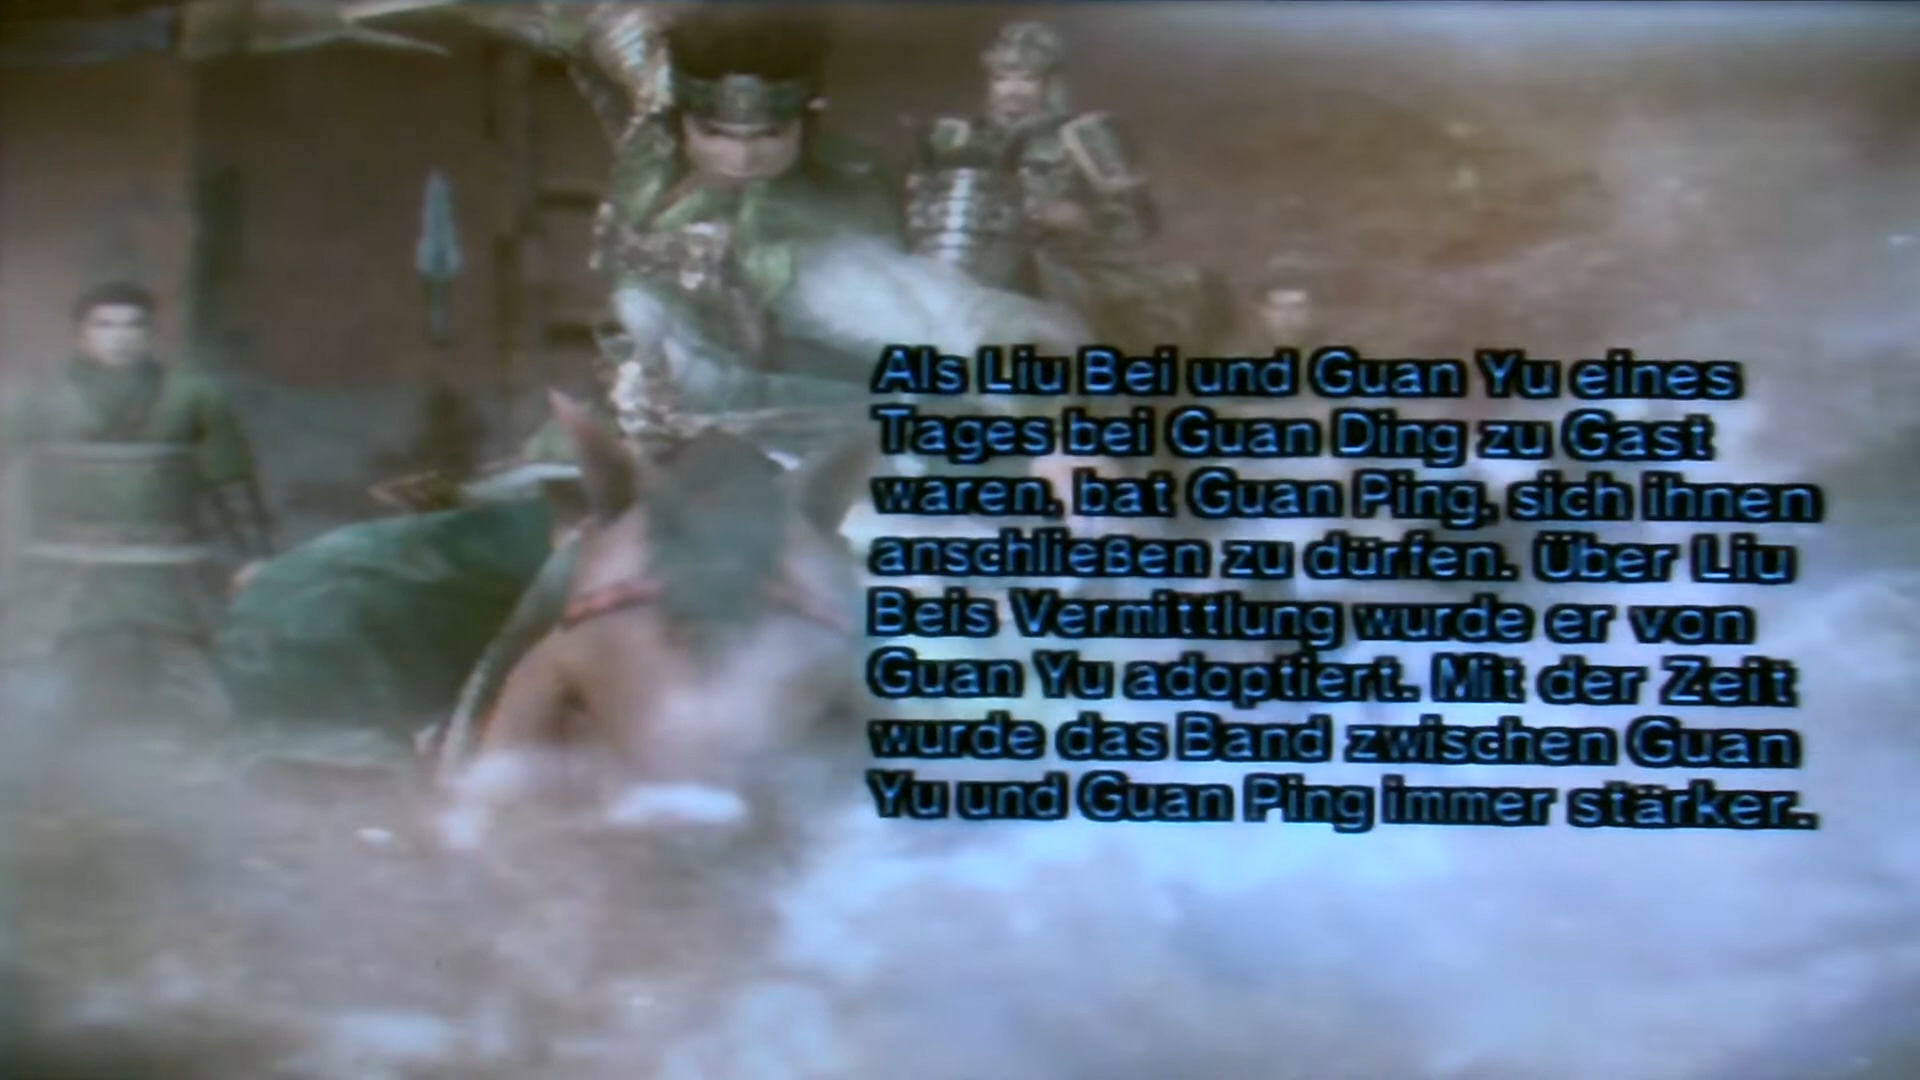 Als Liu Bei und Guan Yu eines
Tages bei Guan Ding zu Gast
waren, bat Guan Ping, sich ihnen
anschließen zu dürfen. Über Liu
Beis Vermittlung wurde er von
Guan Yu adoptiert. Mit der Zeit
wurde das Band zwischen Guan
Yu und Guan Ping immer stärker.